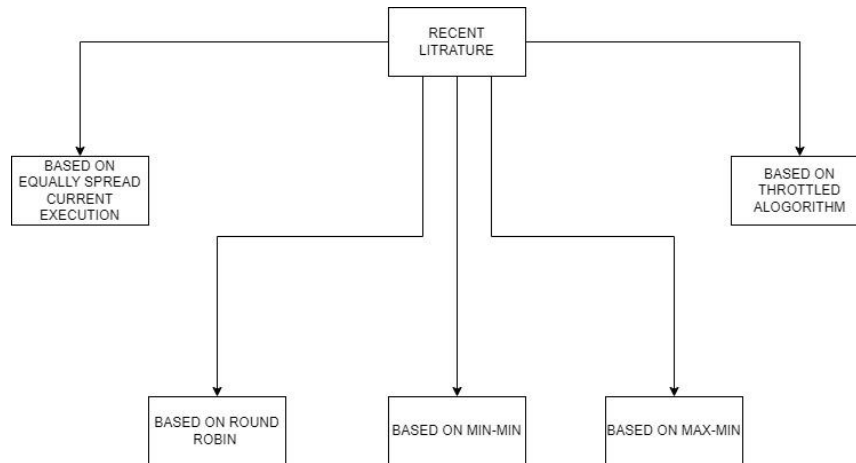 RECENT
LITRATURE
BASED ON
EQUALLY SPREAD
CURRENT
EXECUTION
BASED ON
THROTTLED
ALOGORITHM
BASED ON ROUND
ROBIN
BASED ON MIN-MIN
BASED ON MAX-MIN